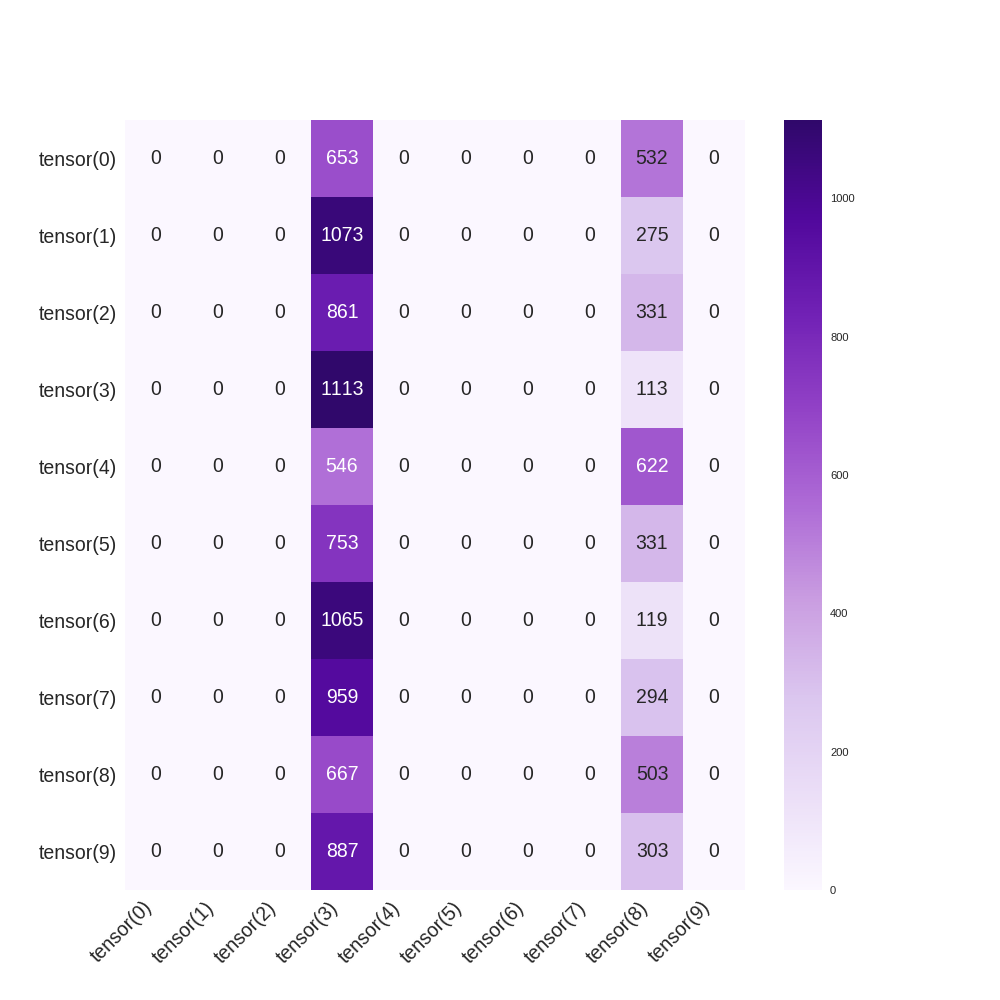 tensor(0) 0 0 0 653 0 0 0 0 532 0
tensor(1) 0 0 0 1073 0 0 0 0 275 0
1000
tensor(2) 0 0 0 861 0 0 0 0 331 0
800
tensor(3) 0 0 0 1113 0 0 0 0 113 0
tensor(4) 0 0 0 546 0 0 0 0 622 0
600
tensor(5) 0 0 0 753 0 0 0 0 331 0
400
tensor(6) 0 0 0 1065 0 0 0 0 119 0
tensor(7) 0 0 0 959 0 0 0 0 294 0
200
tensor(8) 0 0 0 667 0 0 0 0 503 0
tensor(9) 0 0 0 887 0 0 0 0 303 0
0
tensor(0) tensor(1) tensor(2) tensor(3) tensor(4) tensor(5) tensor(6) tensor(7) tensor(8) tensor(9)